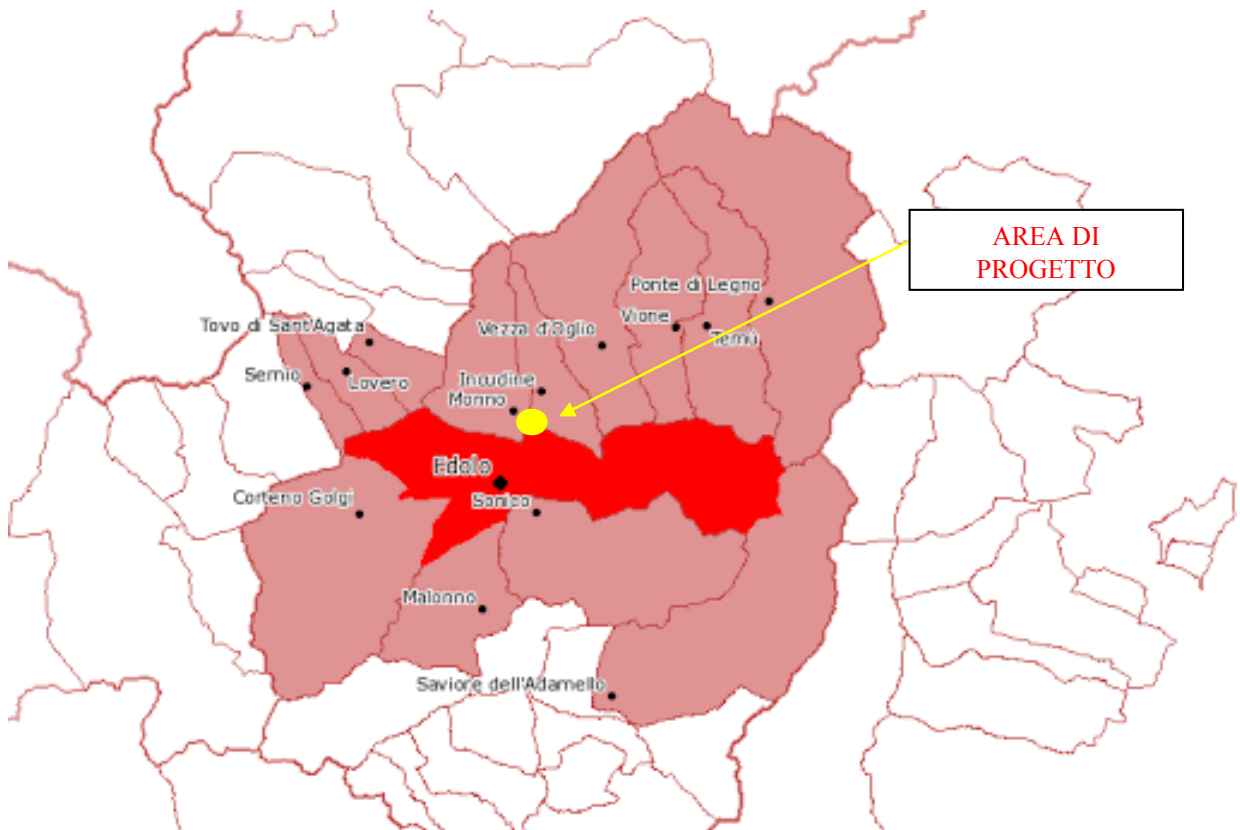 AREA DI
PROGETTO
Ponte di Legno
Vione
Tovo di Sant'Agata
Vezza d'Oglio
Temù
Sernio
Lovero
Incudine
Monno
Edolo
Corteno Golgi
Sonico
Malonno
Saviore dell'Adamello